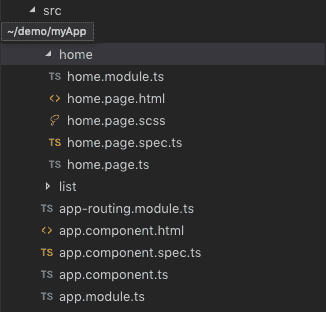 src
~/demo/myApp
home
TS home.module.ts
<> home.page.html
home.page.scss
TS home.page.spec.ts
TS home.page.ts
list
TS app-routing.module.ts
<> app.component.html
TS app.component.spec.ts
TS app.component.ts
TS app.module.ts